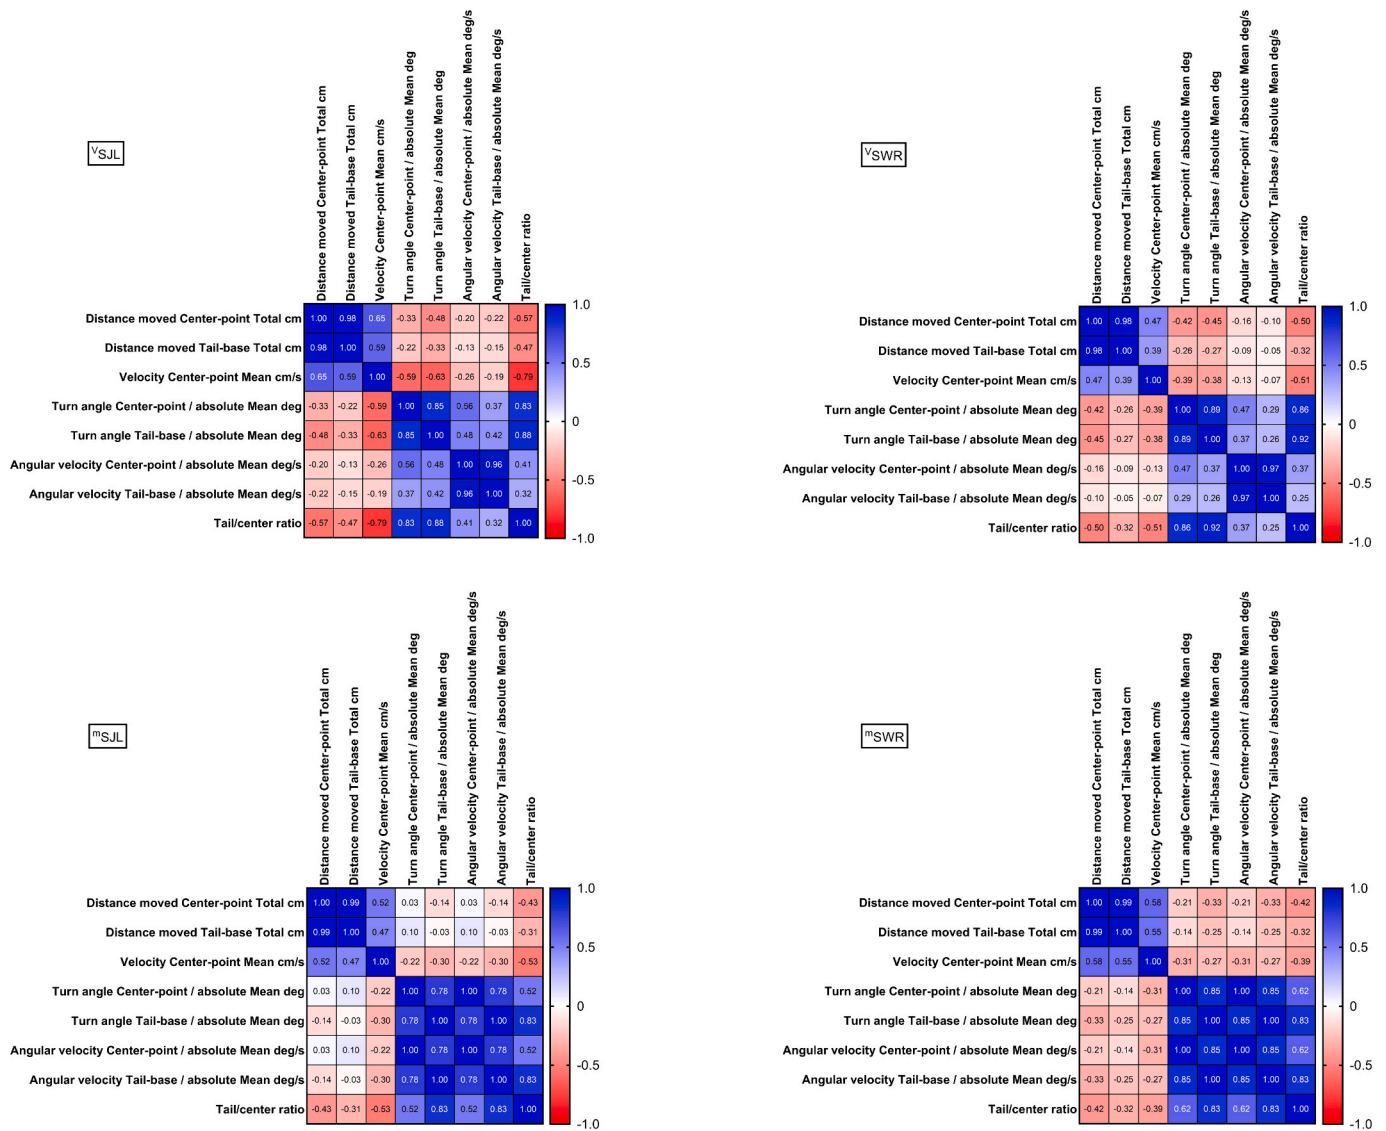 VSJL
Distance moved Center-point Total cm
Distance moved Tail-base Total cm
Velocity Center-point Mean cm/s
Turn angle Center-point / absolute Mean deg
Turn angle Tail-base / absolute Mean deg
Angular velocity Center-point / absolute Mean deg/s
Angular velocity Tail-base / absolute Mean deg/s
Tail/center ratio
Distance moved Center-point Total cm 1.00 0.98 0.65 -0.33 -0.48 -0.20 -0.22 -0.57
Distance moved Tail-base Total cm 0.98 1.00 0.59 -0.22 -0.33 -0.13 -0.15 -0.47
Velocity Center-point Mean cm/s 0.65 0.59 1.00 -0.59 -0.63 -0.26 -0.19 -0.79
Turn angle Center-point / absolute Mean deg -0.33 -0.22 -0.59 1.00 0.85 0.56 0.37 0.83
Turn angle Tail-base / absolute Mean deg -0.48 -0.33 -0.63 0.85 1.00 0.48 0.42 0.88
Angular velocity Center-point / absolute Mean deg/s -0.20 -0.13 -0.26 0.56 0.48 1.00 0.96 0.41
Angular velocity Tail-base / absolute Mean deg/s -0.22 -0.15 -0.19 0.37 0.42 0.96 1.00 0.32
Tail/center ratio -0.57 -0.47 -0.79 0.83 0.88 0.41 0.32 1.00
1.0
0.5
0
-0.5
-1.0
VSWR
Distance moved Center-point Total cm
Distance moved Tail-base Total cm
Velocity Center-point Mean cm/s
Turn angle Center-point / absolute Mean deg
Turn angle Tail-base / absolute Mean deg
Angular velocity Center-point / absolute Mean deg/s
Angular velocity Tail-base / absolute Mean deg/s
Tail/center ratio
Distance moved Center-point Total cm 1.00 0.98 0.47 -0.42 -0.45 -0.16 -0.10 -0.50
Distance moved Tail-base Total cm 0.98 1.00 0.39 -0.26 -0.27 -0.09 -0.05 -0.32
Velocity Center-point Mean cm/s 0.47 0.39 1.00 -0.39 -0.38 -0.13 -0.07 -0.51
Turn angle Center-point / absolute Mean deg -0.42 -0.26 -0.39 1.00 0.89 0.47 0.29 0.86
Turn angle Tail-base / absolute Mean deg -0.45 -0.27 -0.38 0.89 1.00 0.37 0.26 0.92
Angular velocity Center-point / absolute Mean deg/s -0.16 -0.09 -0.13 0.47 0.37 1.00 0.97 0.37
Angular velocity Tail-base / absolute Mean deg/s -0.10 -0.05 -0.07 0.29 0.26 0.97 1.00 0.25
Tail/center ratio -0.50 -0.32 -0.51 0.86 0.92 0.37 0.25 1.00
1.0
0.5
0
-0.5
-1.0
mSJL
Distance moved Center-point Total cm
Distance moved Tail-base Total cm
Velocity Center-point Mean cm/s
Turn angle Center-point / absolute Mean deg
Turn angle Tail-base / absolute Mean deg
Angular velocity Center-point / absolute Mean deg/s
Angular velocity Tail-base / absolute Mean deg/s
Tail/center ratio
Distance moved Center-point Total cm 1.00 0.99 0.52 0.03 -0.14 0.03 -0.14 -0.43
Distance moved Tail-base Total cm 0.99 1.00 0.47 0.10 -0.03 0.10 -0.03 -0.31
Velocity Center-point Mean cm/s 0.52 0.47 1.00 -0.22 -0.30 -0.22 -0.30 -0.53
Turn angle Center-point / absolute Mean deg 0.03 0.10 -0.22 1.00 0.78 1.00 0.78 0.52
Turn angle Tail-base / absolute Mean deg -0.14 -0.03 -0.30 0.78 1.00 0.78 1.00 0.83
Angular velocity Center-point / absolute Mean deg/s 0.03 0.10 -0.22 1.00 0.78 1.00 0.78 0.52
Angular velocity Tail-base / absolute Mean deg/s -0.14 -0.03 -0.30 0.78 1.00 0.78 1.00 0.83
Tail/center ratio -0.43 -0.31 -0.53 0.52 0.83 0.52 0.83 1.00
1.0
0.5
0
-0.5
-1.0
mSWR
Distance moved Center-point Total cm
Distance moved Tail-base Total cm
Velocity Center-point Mean cm/s
Turn angle Center-point / absolute Mean deg
Turn angle Tail-base / absolute Mean deg
Angular velocity Center-point / absolute Mean deg/s
Angular velocity Tail-base / absolute Mean deg/s
Tail/center ratio
Distance moved Center-point Total cm 1.00 0.99 0.58 -0.21 -0.33 -0.21 -0.33 -0.42
Distance moved Tail-base Total cm 0.99 1.00 0.55 -0.14 -0.25 -0.14 -0.25 -0.32
Velocity Center-point Mean cm/s 0.58 0.55 1.00 -0.31 -0.27 -0.31 -0.27 -0.39
Turn angle Center-point / absolute Mean deg -0.21 -0.14 -0.31 1.00 0.85 1.00 0.85 0.62
Turn angle Tail-base / absolute Mean deg -0.33 -0.25 -0.27 0.85 1.00 0.85 1.00 0.83
Angular velocity Center-point / absolute Mean deg/s -0.21 -0.14 -0.31 1.00 0.85 1.00 0.85 0.62
Angular velocity Tail-base / absolute Mean deg/s -0.33 -0.25 -0.27 0.85 1.00 0.85 1.00 0.83
Tail/center ratio -0.42 -0.32 -0.39 0.62 0.83 0.62 0.83 1.00
1.0
0.5
0
-0.5
-1.0